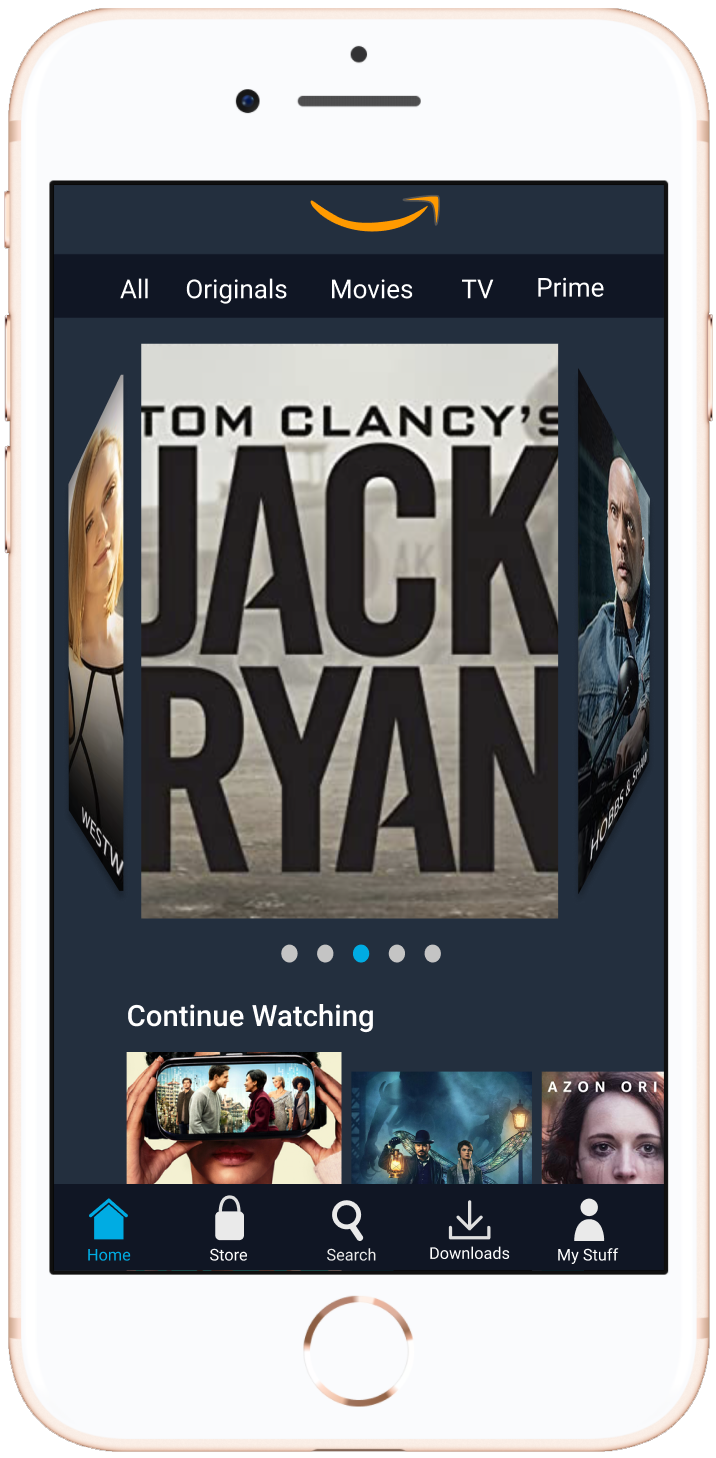 All Originals Movies TV Prime
TOM CLANCY'S
JACK
RYAN
WESTW
HOBBS & SHAW
Continue Watching
AZON ORI
Home Store Search Downloads My Stuff